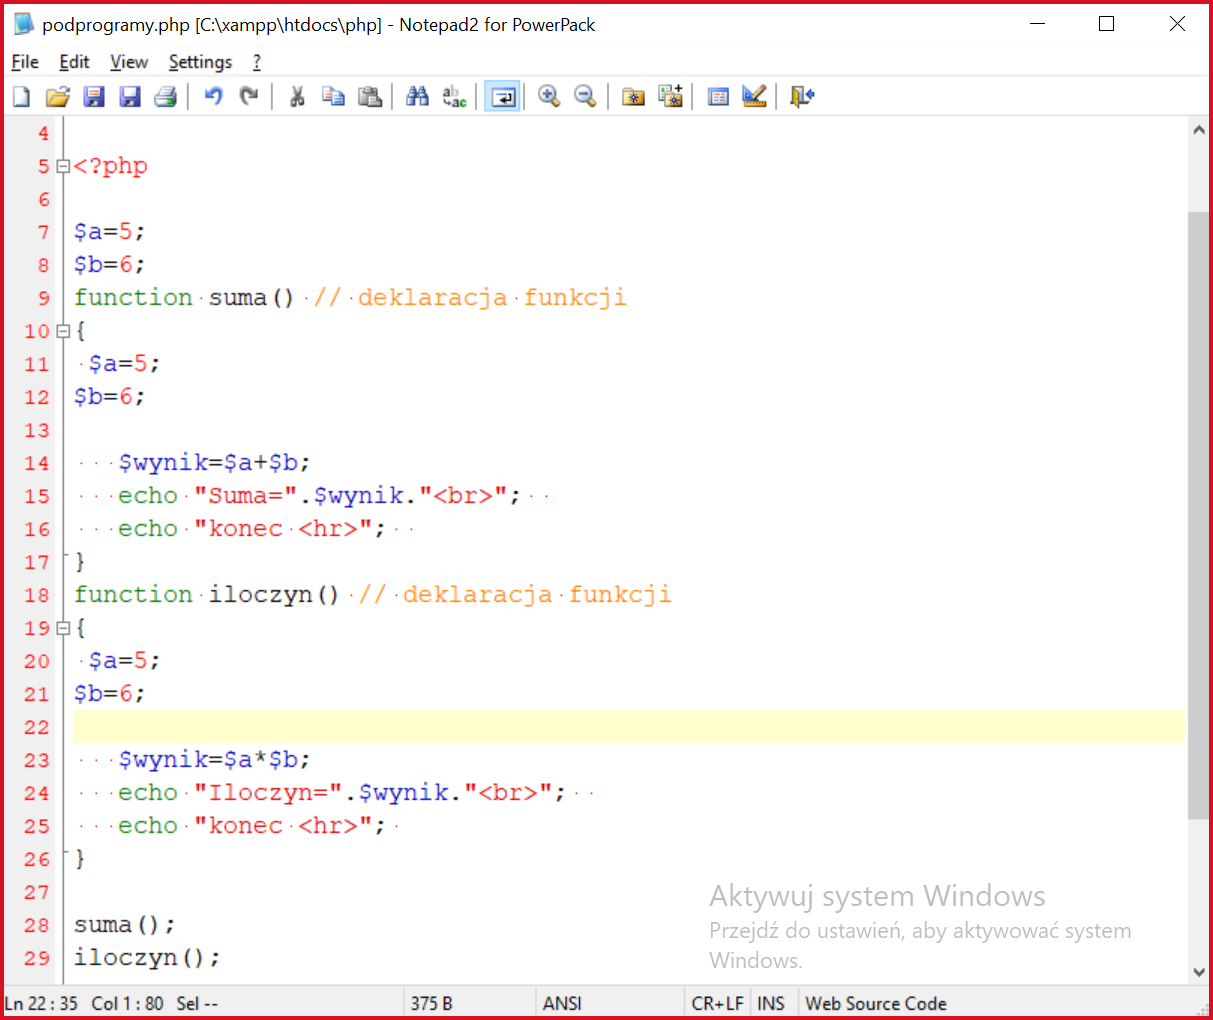 podprogramy.php [C:\xampp\htdocs\php] - Notepad2 for PowerPack
File Edit View Settings ?
4
5 <?php
6
7 $a=5;
8 $b=6;
9 function suma() // deklaracja funkcji
10 {
11 $a=5;
12 $b=6;
13
14 $wynik=$a+$b;
15 echo "Suma=".$wynik."<br>";
16 echo "konec <hr>";
17 }
18 function iloczyn() // deklaracja funkcji
19 {
20 $a=5;
21 $b=6;
22
23 $wynik=$a*$b;
24 echo "Iloczyn=".$wynik."<br>";
25 echo "konec <hr>";
26 }
27
28 suma();
29 iloczyn();
Aktywuj system Windows
Przejdź do ustawień, aby aktywować system
Windows.
Ln 22 : 35 Col 1 : 80 Sel -- 375 B ANSI CR+LF INS Web Source Code